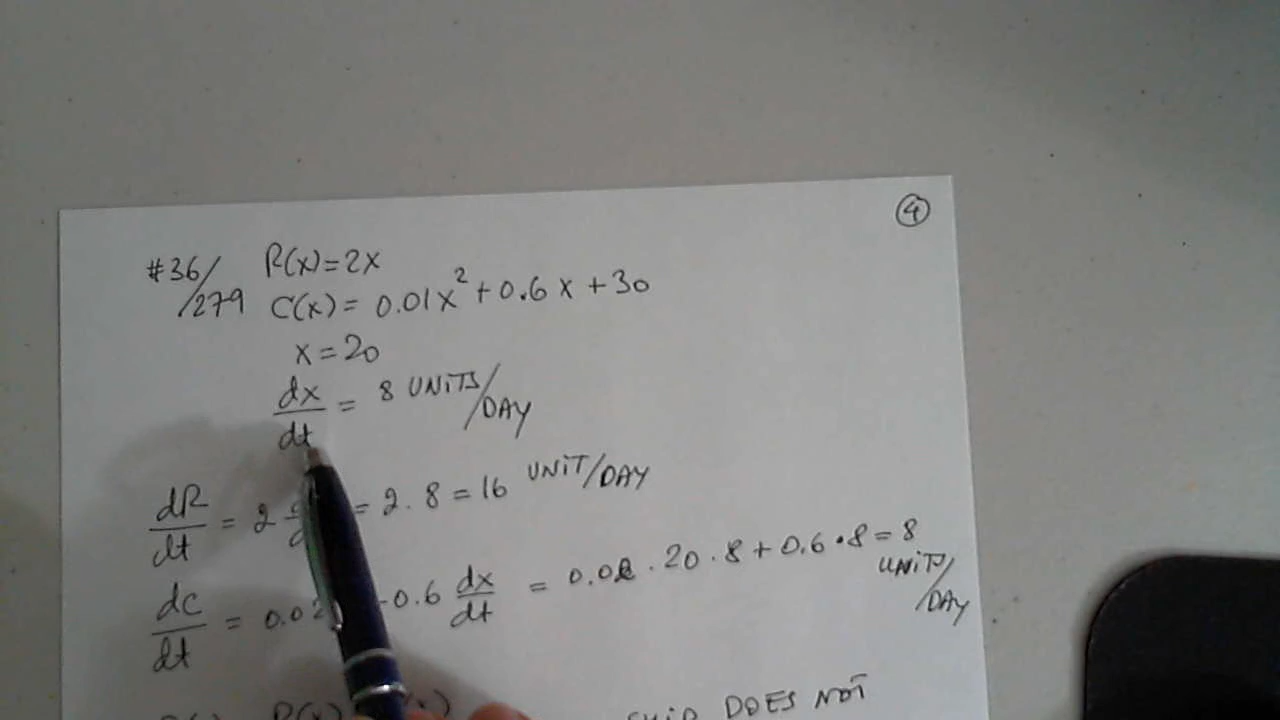 ④
#36/279 R(x)=2x
C(x) = 0.01x² + 0.6x + 30
x = 20
dx/dt = 8 UNITS/DAY
dR/dt = 2 = 2 . 8 = 16 UNIT/DAY
dc/dt = 0.02 0.6 dx/dt = 0.02 . 20 . 8 + 0.6 • 8 = 8 UNITS/DAY
R(x) (x) DOES NOT